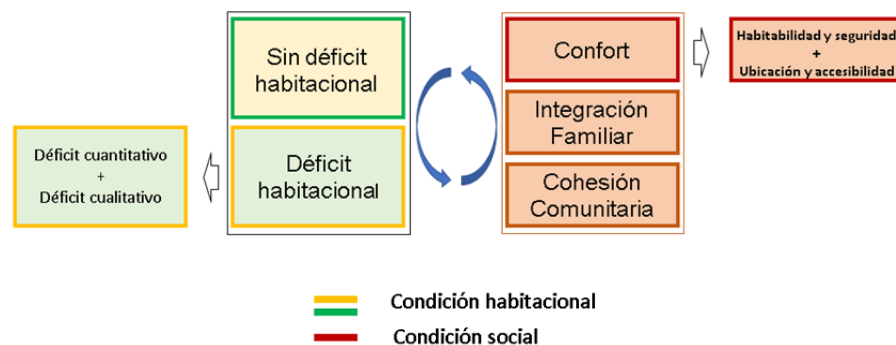 Sin déficit
habitacional
Déficit
habitacional
Déficit cuantitativo
+
Déficit cualitativo
Confort
Integración
Familiar
Cohesión
Comunitaria
Habitabilidad y seguridad
+
Ubicación y accesibilidad
Condición habitacional
Condición social